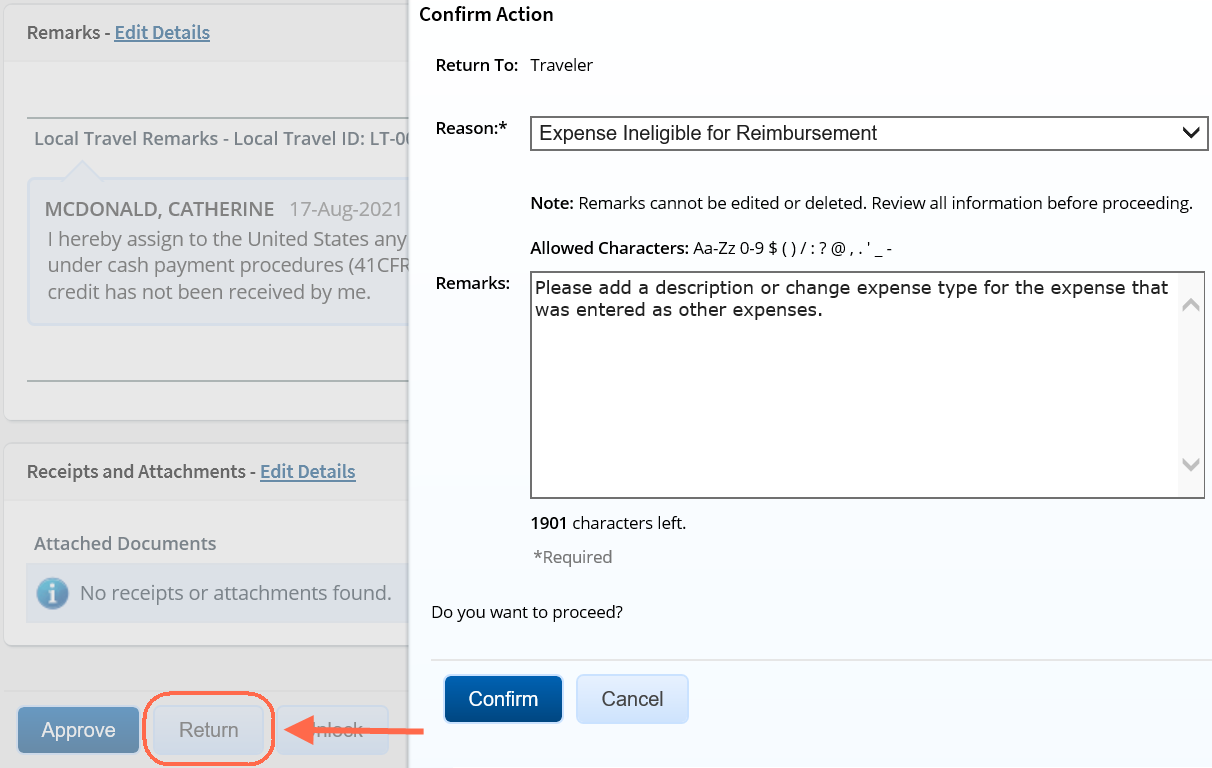 Remarks - Edit Details
Local Travel Remarks - Local Travel ID: LT-00
MCDONALD, CATHERINE 17-Aug-2021
I hereby assign to the United States any
under cash payment procedures (41CFR
credit has not been received by me.
Receipts and Attachments - Edit Details
Attached Documents
No receipts or attachments found.
Approve
Return
Confirm Action
Return To: Traveler
Reason:* Expense Ineligible for Reimbursement
Note: Remarks cannot be edited or deleted. Review all information before proceeding.
Allowed Characters: Aa-Zz 0-9 $ ( ) / : ? @ , . ' _ -
Remarks: Please add a description or change expense type for the expense that
was entered as other expenses.
1901 characters left.
*Required
Do you want to proceed?
Confirm
Cancel